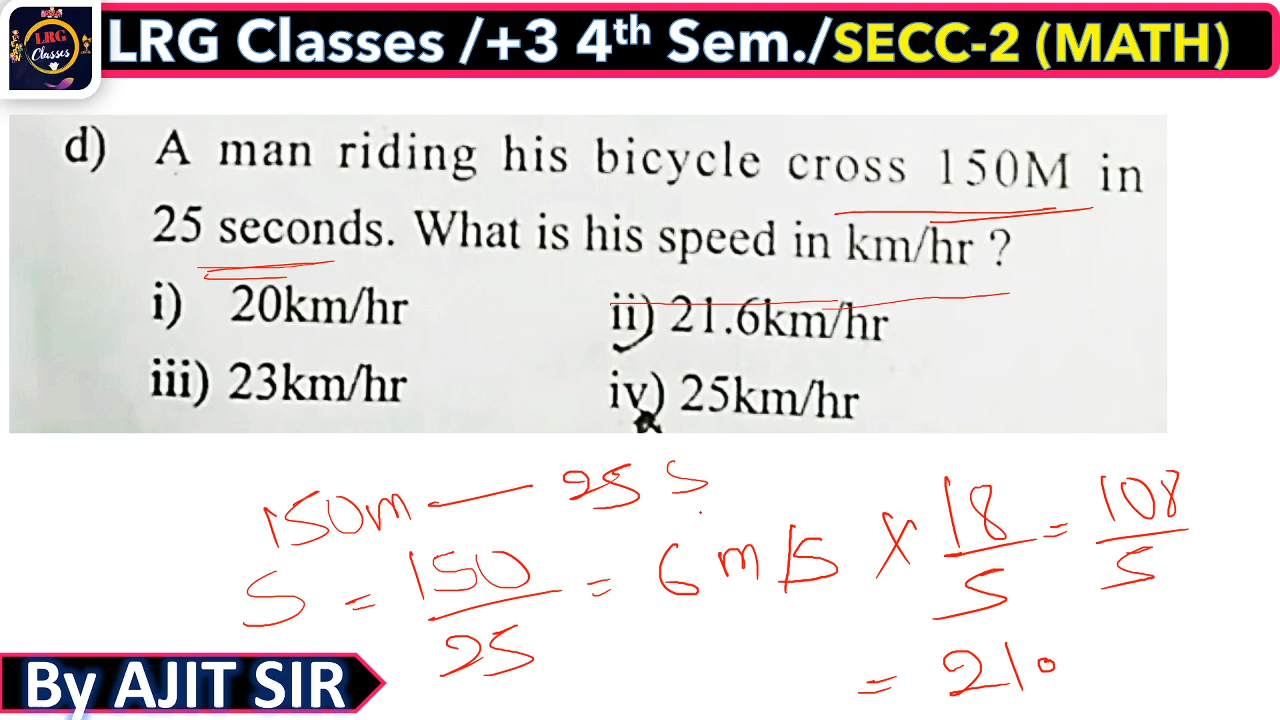 LRG Classes
LRG Classes /+3 4th Sem./SECC-2 (MATH)
d) A man riding his bicycle cross 150M in
25 seconds. What is his speed in km/hr ?
i) 20km/hr ii) 21.6km/hr
iii) 23km/hr iv) 25km/hr
150m — 25 S
S = 150/25 = 6 m/s × 18/5 = 108/5
= 21.
By AJIT SIR